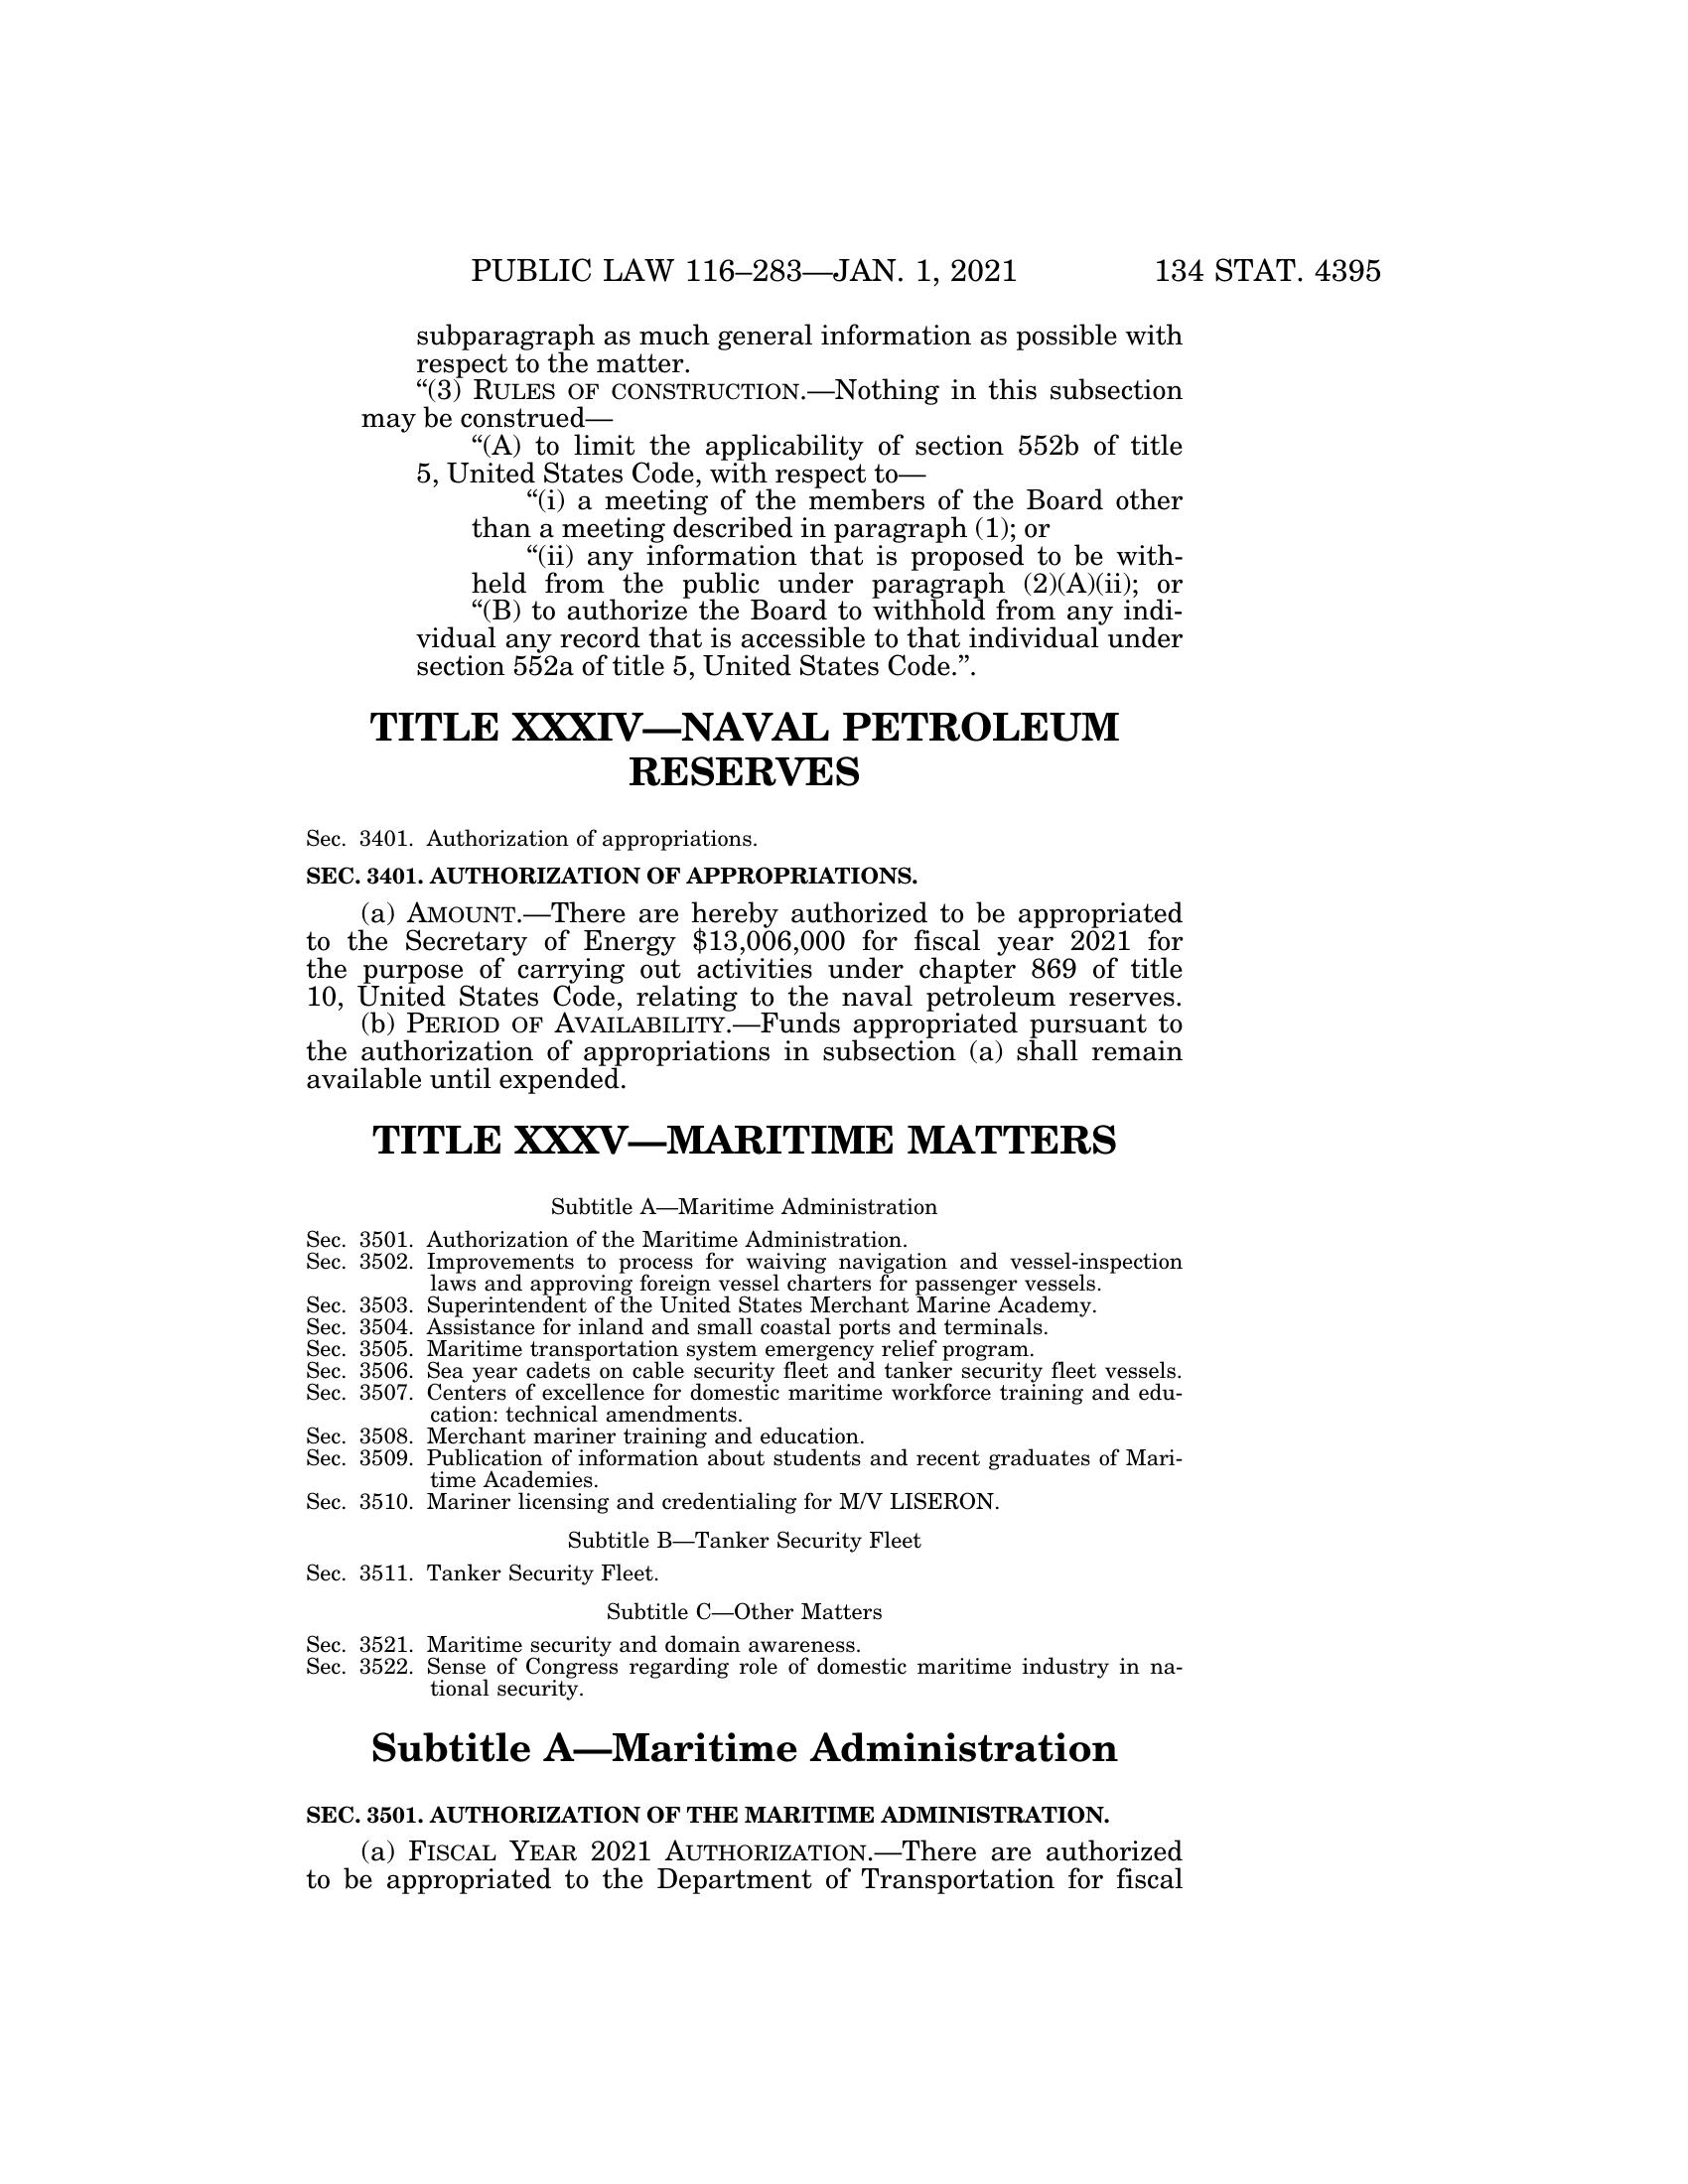 PUBLIC LAW 116–283—JAN. 1, 2021 134 STAT. 4395
subparagraph as much general information as possible with
respect to the matter.
“(3) RULES OF CONSTRUCTION.—Nothing in this subsection
may be construed—
“(A) to limit the applicability of section 552b of title
5, United States Code, with respect to—
“(i) a meeting of the members of the Board other
than a meeting described in paragraph (1); or
“(ii) any information that is proposed to be with-
held from the public under paragraph (2)(A)(ii); or
“(B) to authorize the Board to withhold from any indi-
vidual any record that is accessible to that individual under
section 552a of title 5, United States Code.”.
TITLE XXXIV—NAVAL PETROLEUM
RESERVES
Sec. 3401. Authorization of appropriations.
SEC. 3401. AUTHORIZATION OF APPROPRIATIONS.
(a) AMOUNT.—There are hereby authorized to be appropriated
to the Secretary of Energy $13,006,000 for fiscal year 2021 for
the purpose of carrying out activities under chapter 869 of title
10, United States Code, relating to the naval petroleum reserves.
(b) PERIOD OF AVAILABILITY.—Funds appropriated pursuant to
the authorization of appropriations in subsection (a) shall remain
available until expended.
TITLE XXXV—MARITIME MATTERS
Subtitle A—Maritime Administration
Sec. 3501. Authorization of the Maritime Administration.
Sec. 3502. Improvements to process for waiving navigation and vessel-inspection
laws and approving foreign vessel charters for passenger vessels.
Sec. 3503. Superintendent of the United States Merchant Marine Academy.
Sec. 3504. Assistance for inland and small coastal ports and terminals.
Sec. 3505. Maritime transportation system emergency relief program.
Sec. 3506. Sea year cadets on cable security fleet and tanker security fleet vessels.
Sec. 3507. Centers of excellence for domestic maritime workforce training and edu-
cation: technical amendments.
Sec. 3508. Merchant mariner training and education.
Sec. 3509. Publication of information about students and recent graduates of Mari-
time Academies.
Sec. 3510. Mariner licensing and credentialing for M/V LISERON.
Subtitle B—Tanker Security Fleet
Sec. 3511. Tanker Security Fleet.
Subtitle C—Other Matters
Sec. 3521. Maritime security and domain awareness.
Sec. 3522. Sense of Congress regarding role of domestic maritime industry in na-
tional security.
Subtitle A—Maritime Administration
SEC. 3501. AUTHORIZATION OF THE MARITIME ADMINISTRATION.
(a) FISCAL YEAR 2021 AUTHORIZATION.—There are authorized
to be appropriated to the Department of Transportation for fiscal